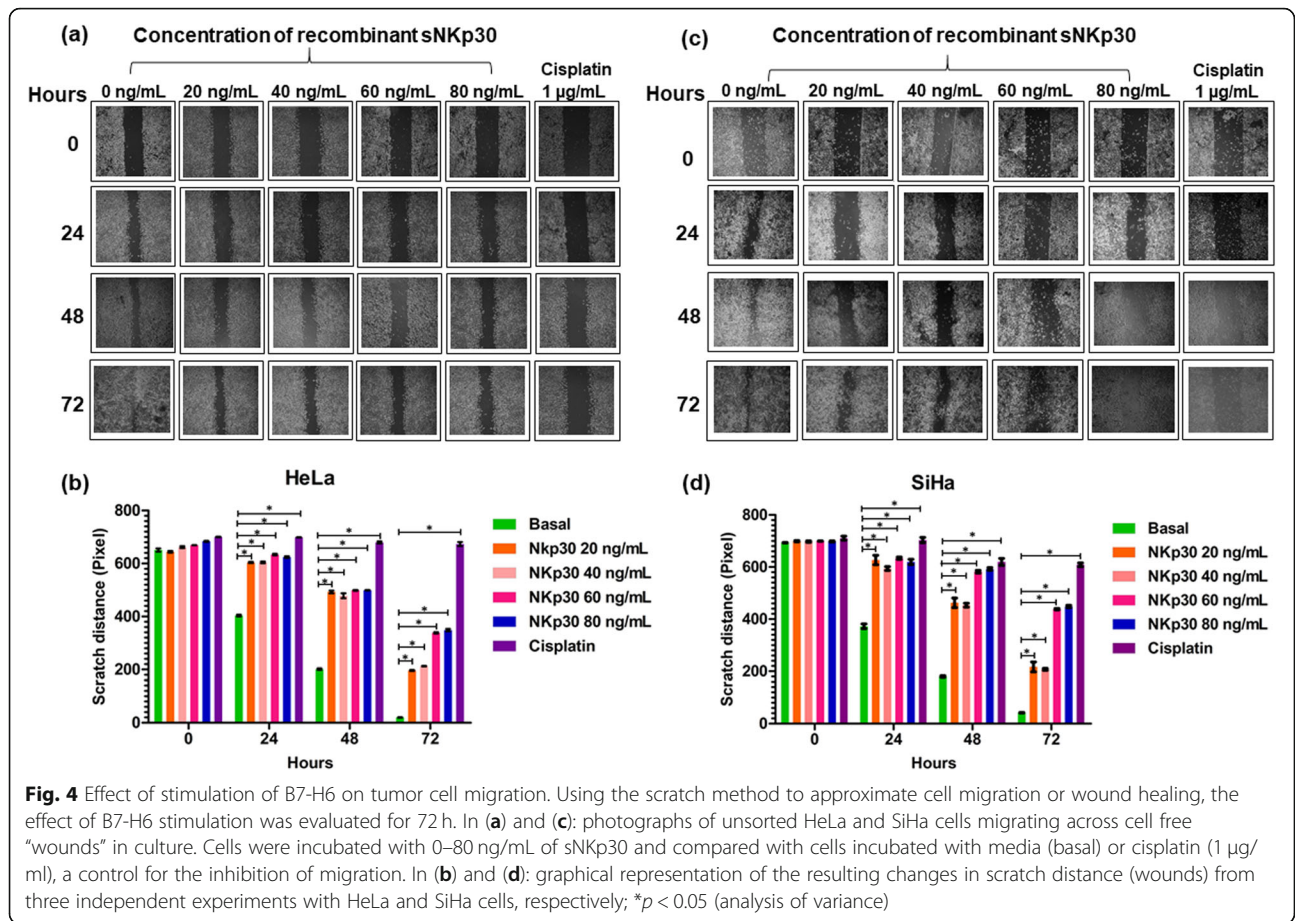 (a)
Concentration of recombinant sNKp30
Hours 0 ng/mL 20 ng/mL 40 ng/mL 60 ng/mL 80 ng/mL Cisplatin 1 µg/mL
0
24
48
72
(c)
Concentration of recombinant sNKp30
Hours 0 ng/mL 20 ng/mL 40 ng/mL 60 ng/mL 80 ng/mL Cisplatin 1 µg/mL
0
24
48
72
(b)
HeLa
Scratch distance (Pixel)
800
600
400
200
0
* * * * *
* * * * *
* * * * *
0 24 48 72
Hours
Basal
Nkp30 20 ng/mL
NKp30 40 ng/mL
NKp30 60 ng/mL
NKp30 80 ng/mL
Cisplatin
(d)
SiHa
Scratch distance (Pixel)
800
600
400
200
0
* * * * *
* * * * *
* * * * *
0 24 48 72
Hours
Basal
NKp30 20 ng/mL
NKp30 40 ng/mL
NKp30 60 ng/mL
NKp30 80 ng/mL
Cisplatin
Fig. 4 Effect of stimulation of B7-H6 on tumor cell migration. Using the scratch method to approximate cell migration or wound healing, the
effect of B7-H6 stimulation was evaluated for 72 h. In (a) and (c): photographs of unsorted HeLa and SiHa cells migrating across cell free
“wounds” in culture. Cells were incubated with 0–80 ng/mL of sNKp30 and compared with cells incubated with media (basal) or cisplatin (1 µg/
ml), a control for the inhibition of migration. In (b) and (d): graphical representation of the resulting changes in scratch distance (wounds) from
three independent experiments with HeLa and SiHa cells, respectively; *p < 0.05 (analysis of variance)